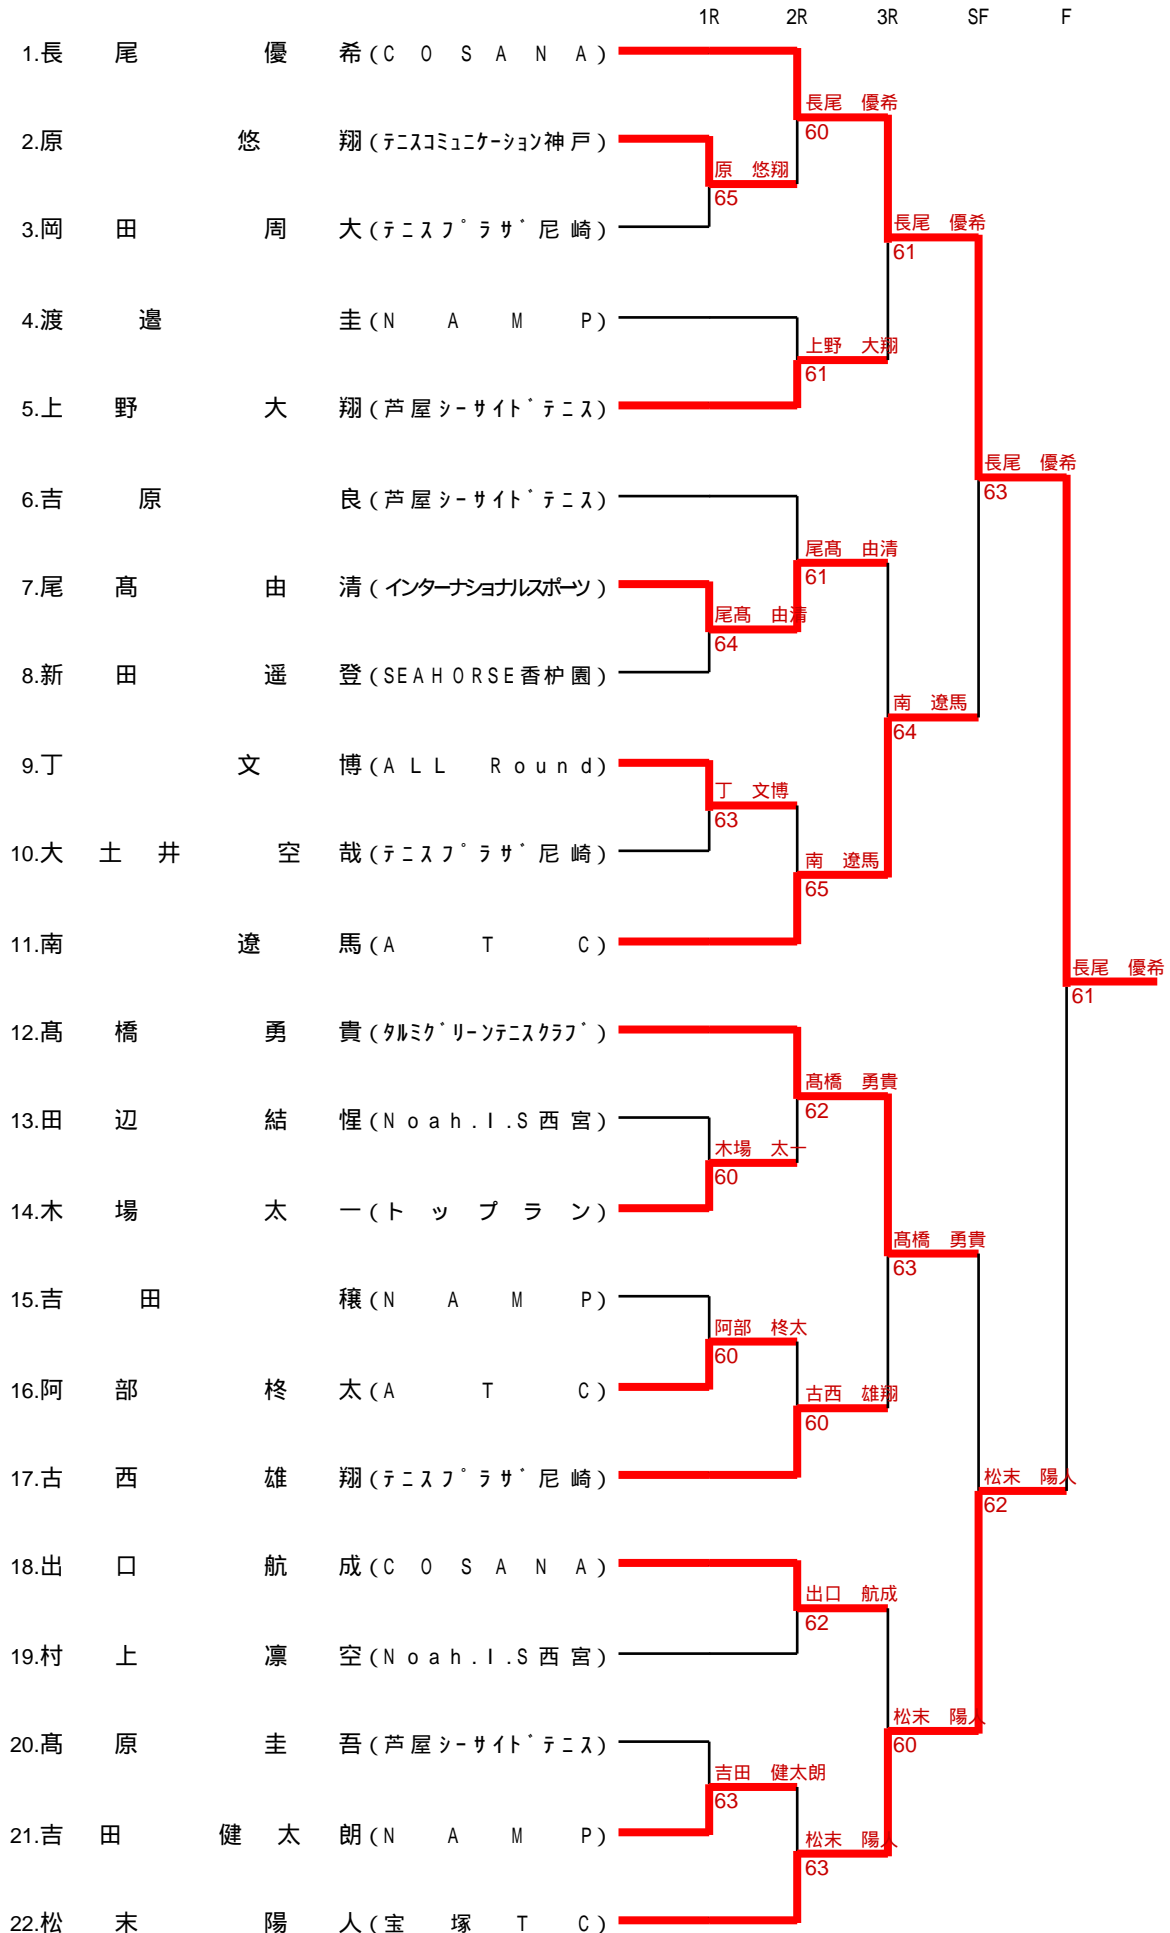 1R 2R 3R SF F
1.長尾 優希(COSANA)
長尾 優希
60
2.原 悠翔(テニスコミュニケーション神戸)
原 悠翔
65
3.岡田 周大(テニスプラザ尼崎)
長尾 優希
61
4.渡邉 圭(NAMP)
上野 大翔
61
5.上野 大翔(芦屋シーサイドテニス)
長尾 優希
63
6.吉原 良(芦屋シーサイドテニス)
尾髙 由清
61
7.尾髙 由清(インターナショナルスポーツ)
尾髙 由清
64
8.新田 遥登(SEAHORSE香枦園)
南 遼馬
64
9.丁 文博(ALL Round)
丁 文博
63
10.大土井 空哉(テニスプラザ尼崎)
南 遼馬
65
11.南 遼馬(ATC)
長尾 優希
61
12.髙橋 勇貴(タルミグリーンテニスクラブ)
髙橋 勇貴
62
13.田辺 結惺(Noah.I.S西宮)
木場 太一
60
14.木場 太一(トップラン)
髙橋 勇貴
63
15.吉田 穣(NAMP)
阿部 柊太
60
16.阿部 柊太(ATC)
古西 雄翔
60
17.古西 雄翔(テニスプラザ尼崎)
松末 陽人
62
18.出口 航成(COSANA)
出口 航成
62
19.村上 凛空(Noah.I.S西宮)
松末 陽人
60
20.髙原 圭吾(芦屋シーサイドテニス)
吉田 健太朗
63
21.吉田 健太朗(NAMP)
松末 陽人
63
22.松末 陽人(宝塚TC)